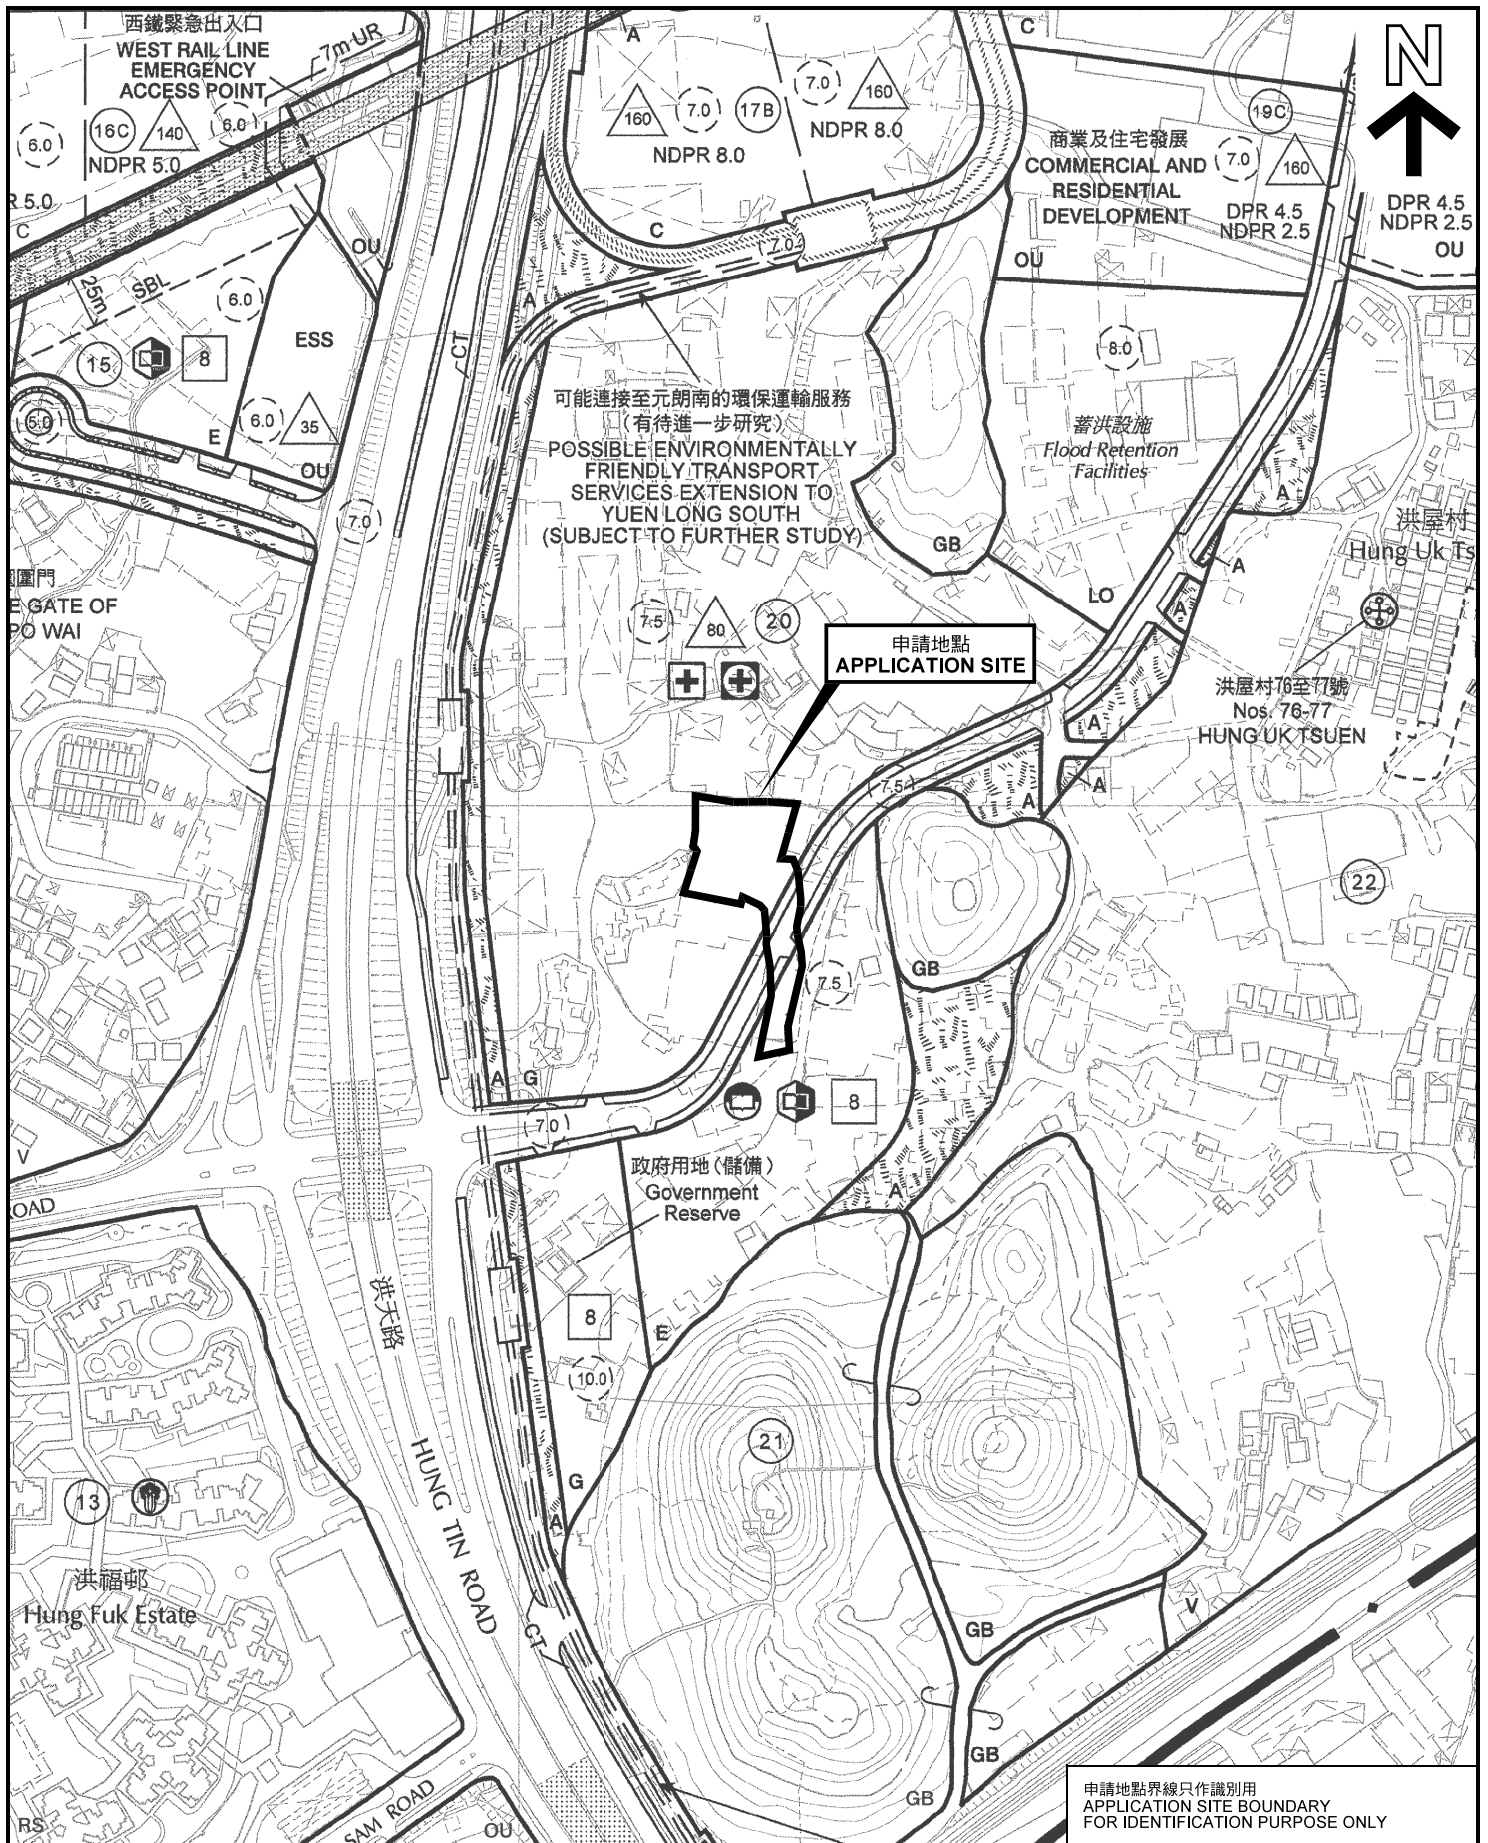 西鐵緊急出入口
WEST RAIL LINE
EMERGENCY
ACCESS POINT
7m UR
A
C
N
6.0
16C
140
6.0
NDPR 5.0
160
7.0
17B
NDPR 8.0
7.0
160
NDPR 8.0
商業及住宅發展
COMMERCIAL AND
RESIDENTIAL
DEVELOPMENT
19C
7.0
160
DPR 4.5
NDPR 2.5
DPR 4.5
NDPR 2.5
OU
R 5.0
C
OU
C
7.0
OU
25m
SBL
6.0
A
ESS
CT
15
8
8.0
5.0
E
6.0
35
OU
7.0
可能連接至元朗南的環保運輸服務
(有待進一步研究)
POSSIBLE ENVIRONMENTALLY
FRIENDLY TRANSPORT
SERVICES EXTENSION TO
YUEN LONG SOUTH
(SUBJECT TO FURTHER STUDY)
蓄洪設施
Flood Retention
Facilities
A
洪屋村
Hung Uk Ts
GB
A
LO
A
圍門
E GATE OF
PO WAI
7.5
80
20
申請地點
APPLICATION SITE
洪屋村76至77號
Nos. 76-77
HUNG UK TSUEN
A
7.5
A
A
22
GB
7.5
A
G
7.0
8
V
政府用地(儲備)
Government
Reserve
A
ROAD
洪天路
8
E
10.0
21
HUNG TIN ROAD
G
A
13
洪福邨
Hung Fuk Estate
CT
V
GB
GB
GB
RS
SAM ROAD
OU
申請地點界線只作識別用
APPLICATION SITE BOUNDARY
FOR IDENTIFICATION PURPOSE ONLY